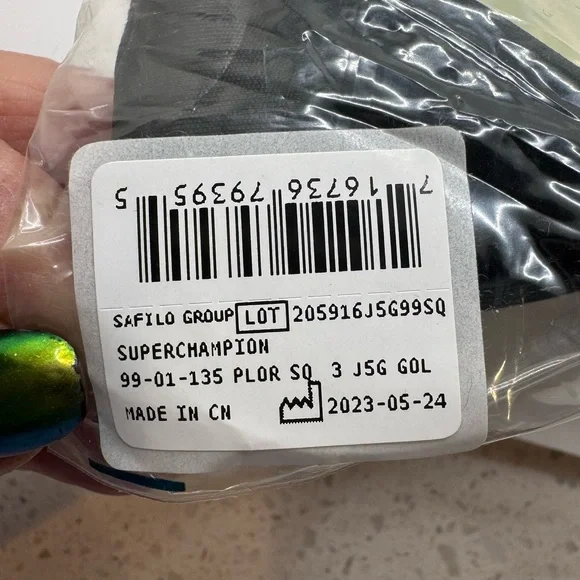 7 16736 79395 5
SAFILO GROUP LOT 205916J5G99SQ
SUPERCHAMPION
99-01-135 PLOR SQ 3 J5G GOL
MADE IN CN 2023-05-24